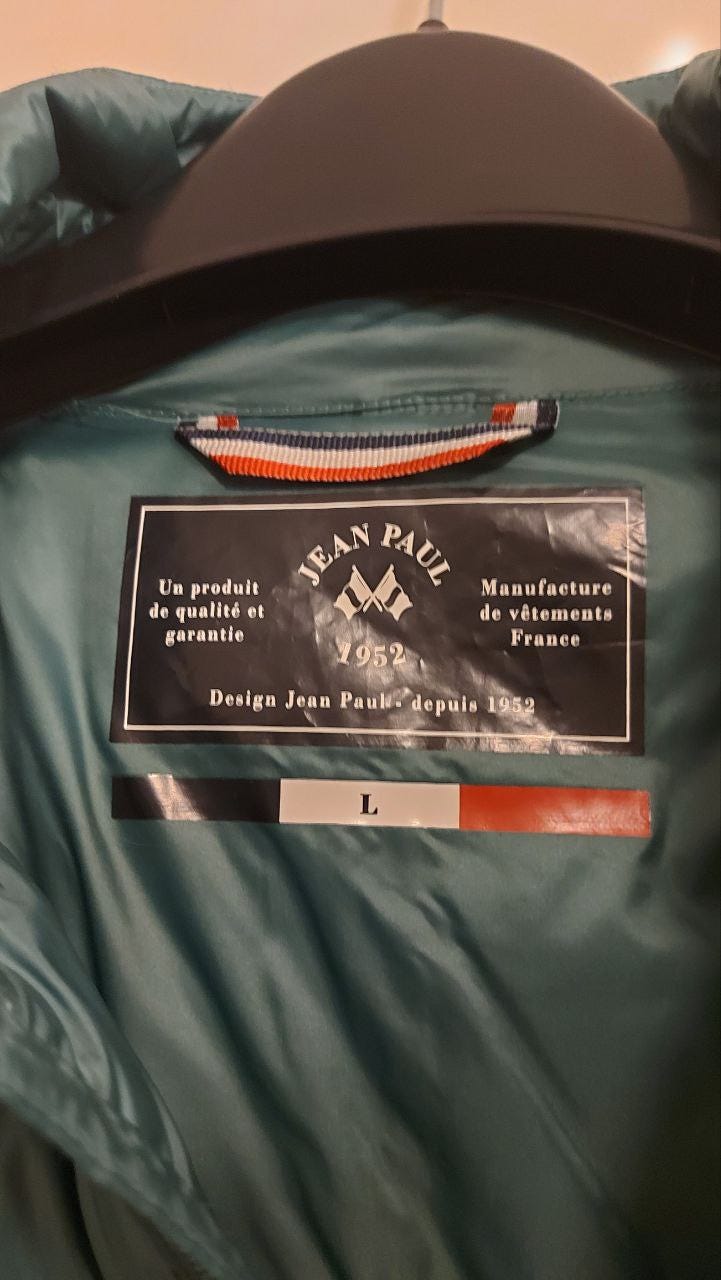 JEAN PAUL
1952
Un produit
de qualité et
garantie
Manufacture
de vêtements
France
Design Jean Paul - depuis 1952
L